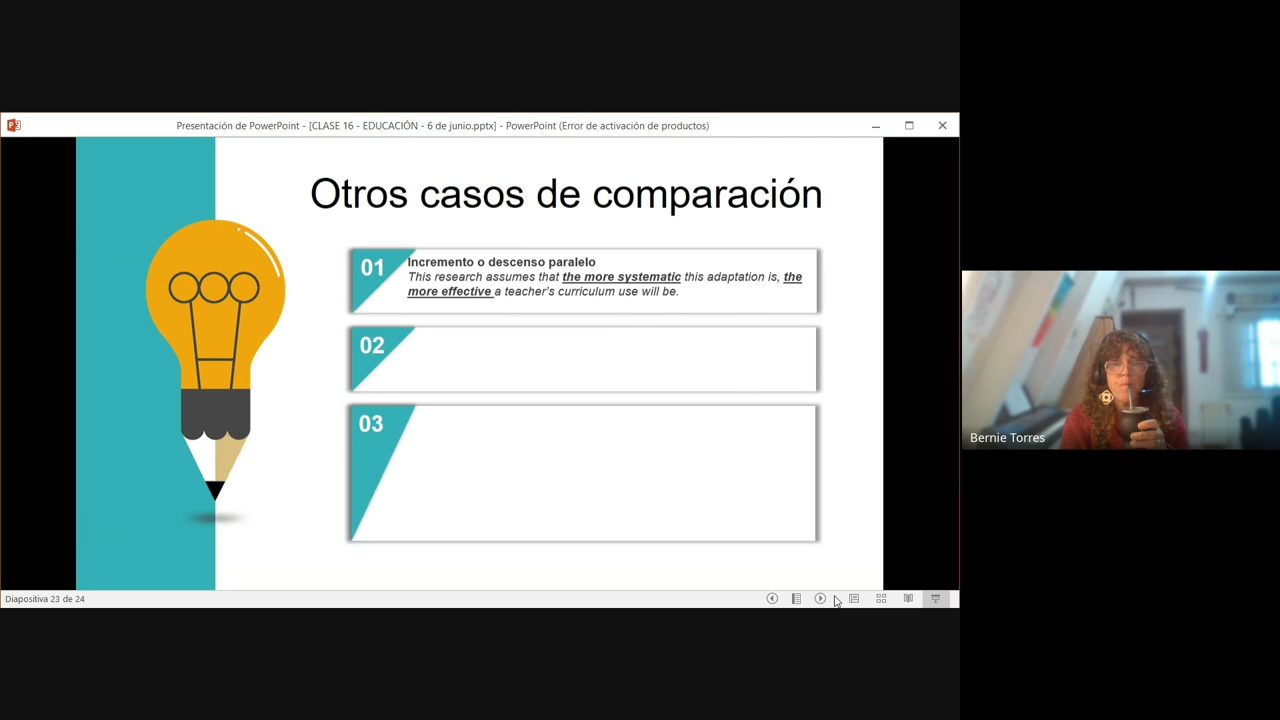 Presentación de PowerPoint - [CLASE 16 - EDUCACIÓN - 6 de junio.pptx] - PowerPoint (Error de activación de productos)
Otros casos de comparación
01
Incremento o descenso paralelo
This research assumes that the more systematic this adaptation is, the
more effective a teacher's curriculum use will be.
02
03
Bernie Torres
Diapositiva 23 de 24